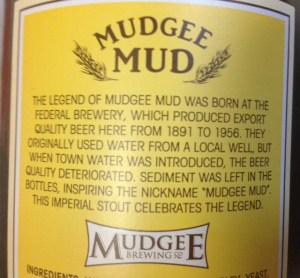 MUDGEE
MUD
THE LEGEND OF MUDGEE MUD WAS BORN AT THE
FEDERAL BREWERY, WHICH PRODUCED EXPORT
QUALITY BEER HERE FROM 1891 TO 1956. THEY
ORIGINALLY USED WATER FROM A LOCAL WELL, BUT
WHEN TOWN WATER WAS INTRODUCED, THE BEER
QUALITY DETERIORATED. SEDIMENT WAS LEFT IN THE
BOTTLES, INSPIRING THE NICKNAME "MUDGEE MUD".
THIS IMPERIAL STOUT CELEBRATES THE LEGEND.
MUDGEE
BREWING CO
INGREDIENTS YEAST,